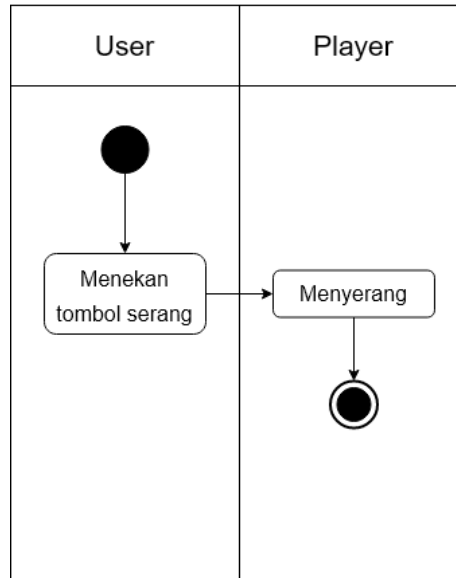 User
Player
Menekan
tombol serang
Menyerang